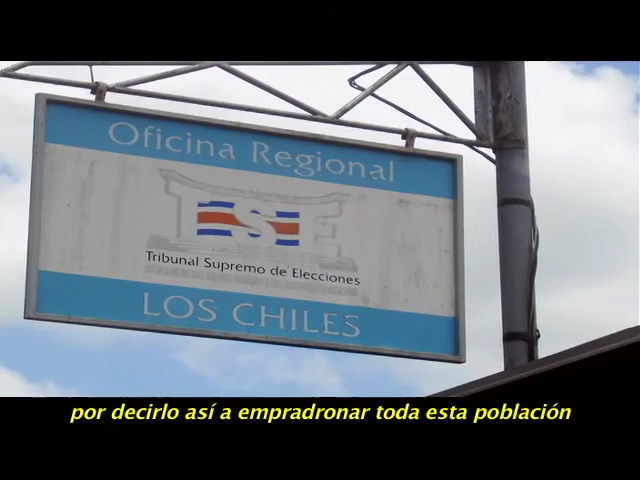 Oficina Regional
TSE
Tribunal Supremo de Elecciones
LOS CHILES
por decirlo así a empradronar toda esta población